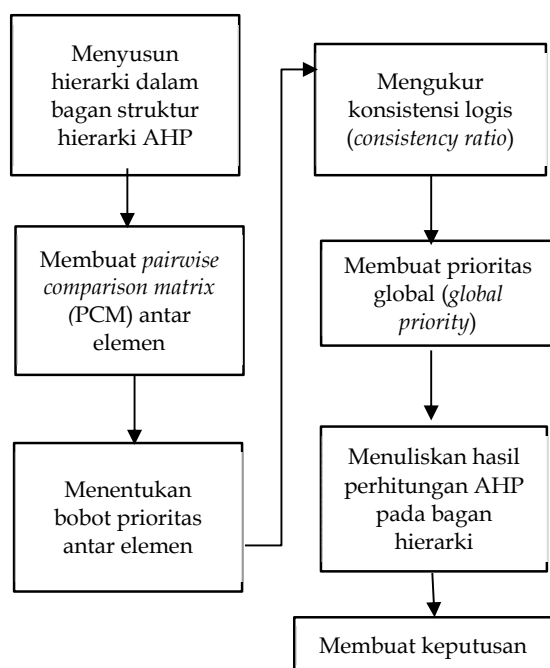 Menyusun
hierarki dalam
bagan struktur
hierarki AHP
Membuat pairwise
comparison matrix
(PCM) antar
elemen
Menentukan
bobot prioritas
antar elemen
Mengukur
konsistensi logis
(consistency ratio)
Membuat prioritas
global (global
priority)
Menuliskan hasil
perhitungan AHP
pada bagan
hierarki
Membuat keputusan